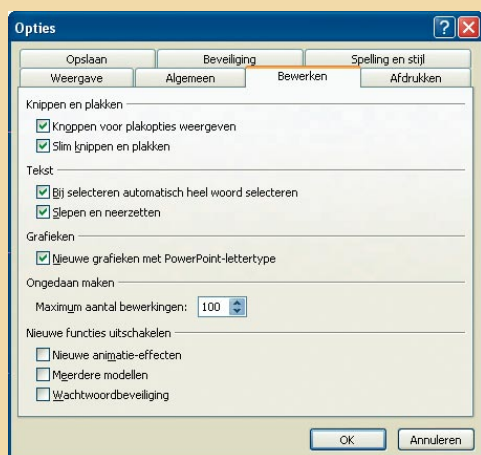 Opties
Opslaan Beveiliging Spelling en stijl
Weergave Algemeen Bewerken Afdrukken
Knippen en plakken
Knoppen voor plakopties weergeven
Slim knippen en plakken
Tekst
Bij selecteren automatisch heel woord selecteren
Slepen en neerzetten
Grafieken
Nieuwe grafieken met PowerPoint-lettertype
Ongedaan maken
Maximum aantal bewerkingen: 100
Nieuwe functies uitschakelen
Nieuwe animatie-effecten
Meerdere modellen
Wachtwoordbeveiliging
OK Annuleren